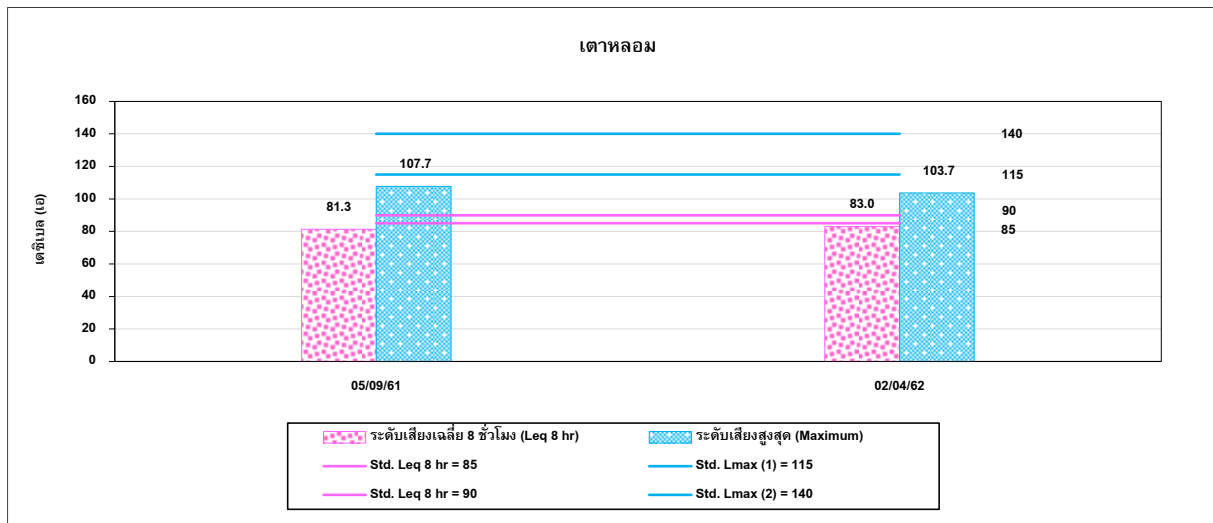 เตาหลอม
เดซิเบล (เอ)
160
140
120
100
80
60
40
20
0
107.7
103.7
81.3
83.0
140
115
90
85
05/09/61
02/04/62
ระดับเสียงเฉลี่ย 8 ชั่วโมง (Leq 8 hr)
ระดับเสียงสูงสุด (Maximum)
Std. Leq 8 hr = 85
Std. Lmax (1) = 115
Std. Leq 8 hr = 90
Std. Lmax (2) = 140